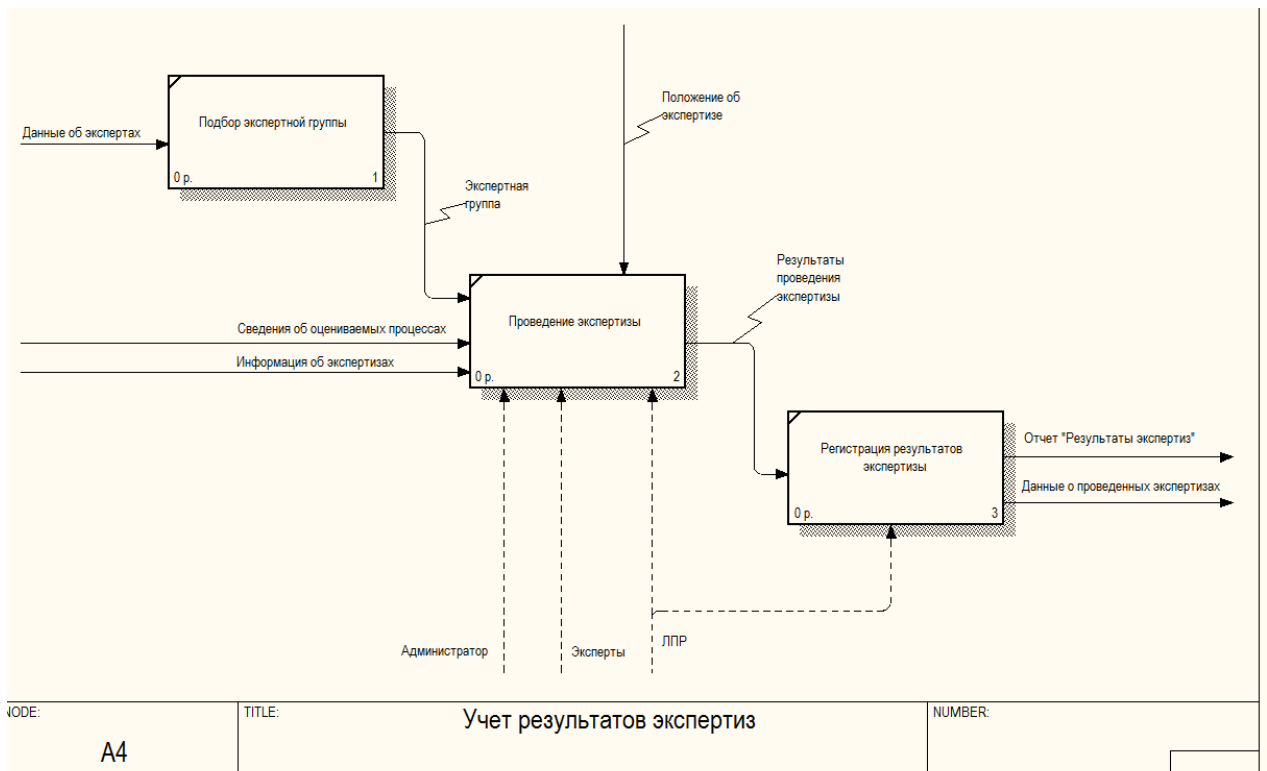 Подбор экспертной группы
Данные об экспертах
0 р.
1
Положение об
экспертизе
Экспертная
группа
Результаты
проведения
экспертизы
Проведение экспертизы
Сведения об оцениваемых процессах
Информация об экспертизах
0 р.
2
Регистрация результатов
экспертизы
Отчет "Результаты экспертиз"
Данные о проведенных экспертизах
0 р.
3
Администратор
Эксперты
ЛПР
NODE:
A4
TITLE:
Учет результатов экспертиз
NUMBER: